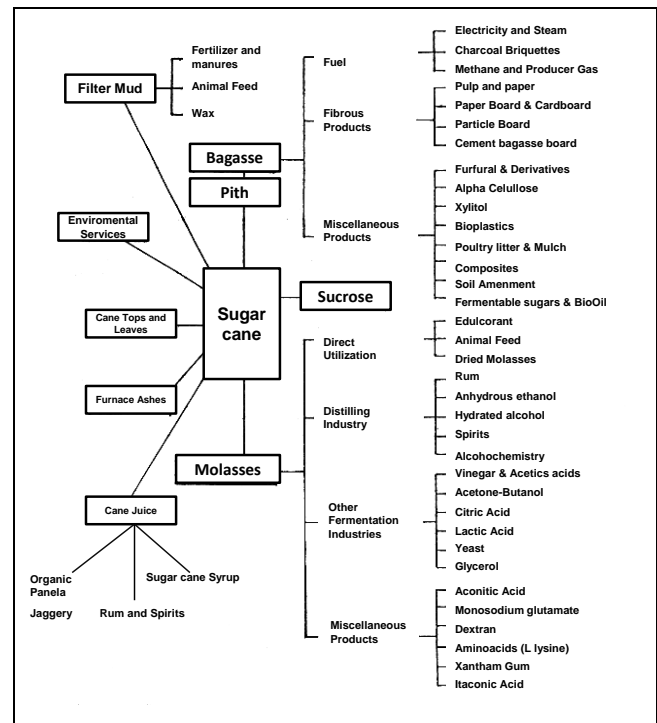 Filter Mud
Fertilizer and
manures
Animal Feed
Wax
Bagasse
Pith
Fuel
Electricity and Steam
Charcoal Briquettes
Methane and Producer Gas
Fibrous
Products
Pulp and paper
Paper Board & Cardboard
Particle Board
Cement bagasse board
Miscellaneous
Products
Furfural & Derivatives
Alpha Celullose
Xylitol
Bioplastics
Poultry litter & Mulch
Composites
Soil Amenment
Fermentable sugars & BioOil
Enviromental
Services
Cane Tops and
Leaves
Furnace Ashes
Sugar
cane
Sucrose
Molasses
Direct
Utilization
Edulcorant
Animal Feed
Dried Molasses
Distilling
Industry
Rum
Anhydrous ethanol
Hydrated alcohol
Spirits
Alcohochemistry
Other
Fermentation
Industries
Vinegar & Acetics acids
Acetone-Butanol
Citric Acid
Lactic Acid
Yeast
Glycerol
Miscellaneous
Products
Aconitic Acid
Monosodium glutamate
Dextran
Aminoacids (L lysine)
Xantham Gum
Itaconic Acid
Cane Juice
Organic
Panela
Jaggery
Rum and Spirits
Sugar cane Syrup